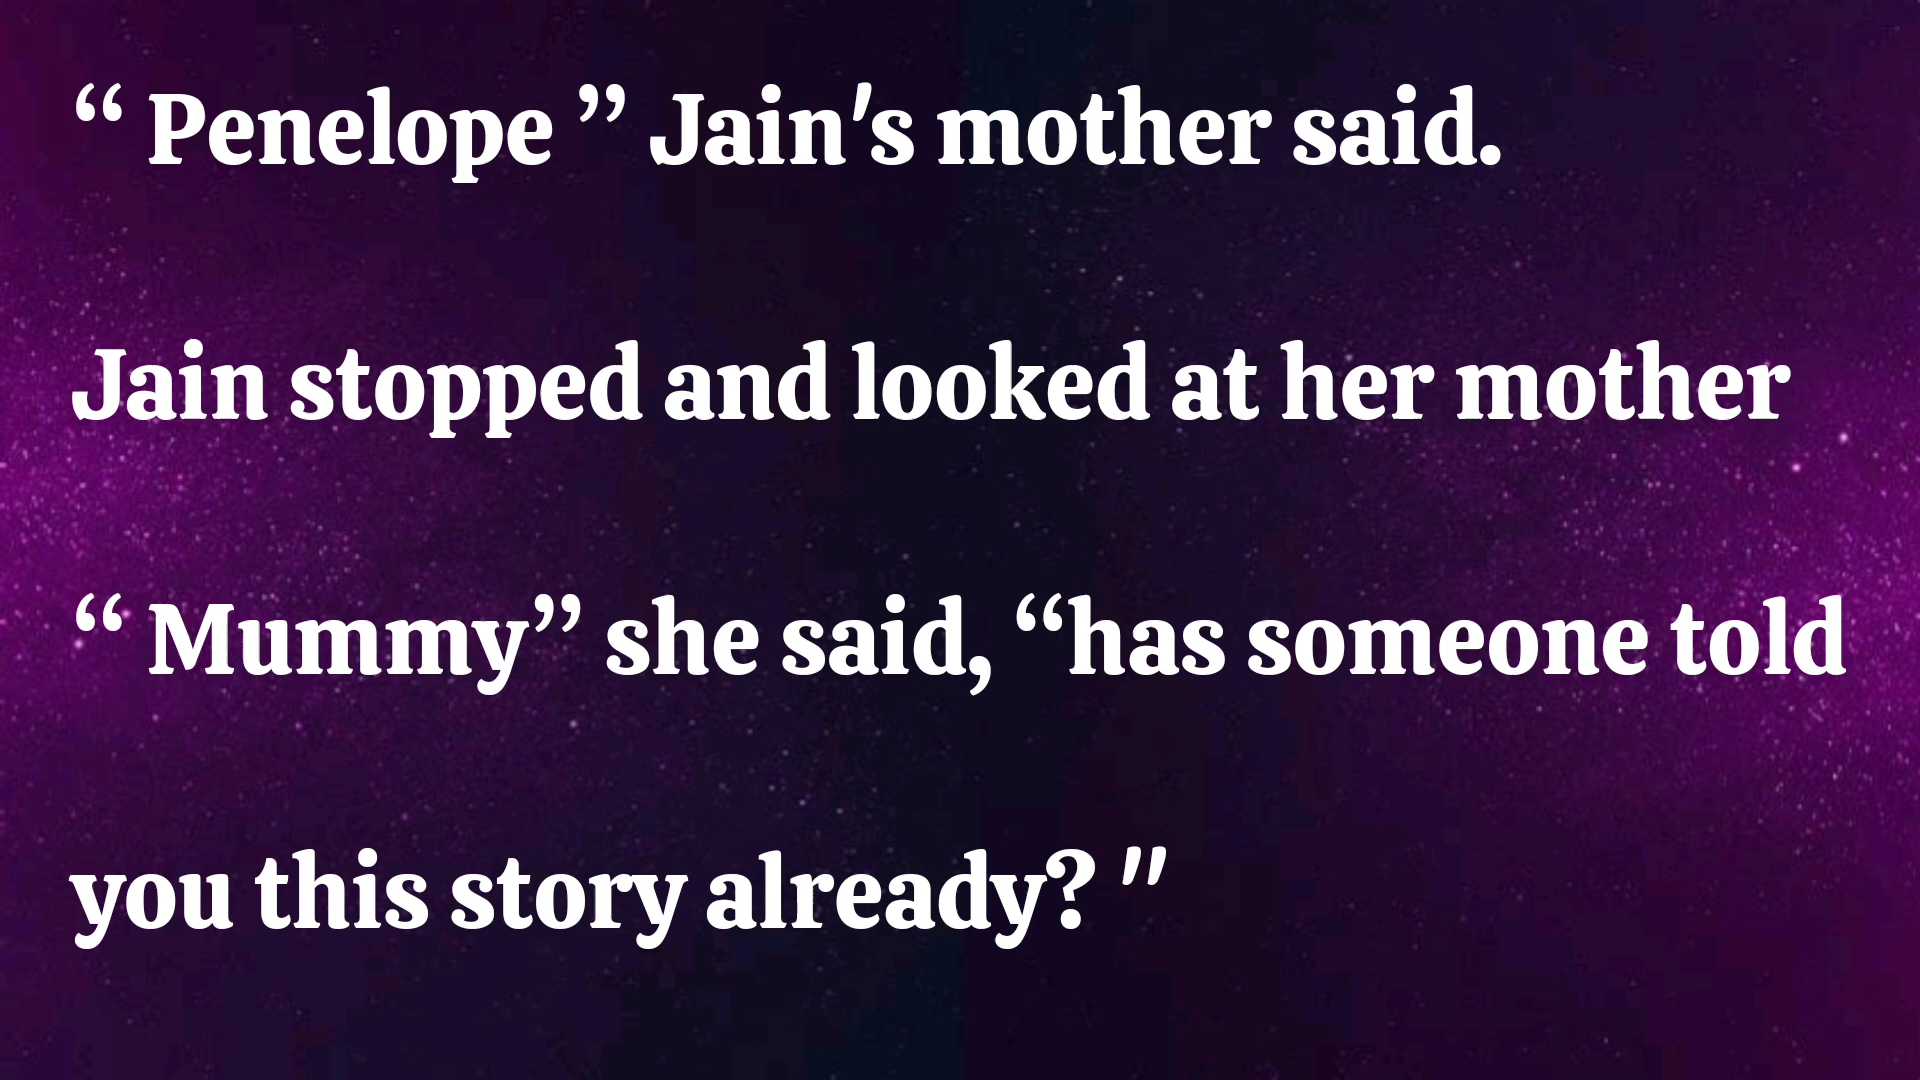 “ Penelope ” Jain's mother said.
Jain stopped and looked at her mother
“ Mummy” she said, “has someone told
you this story already? "